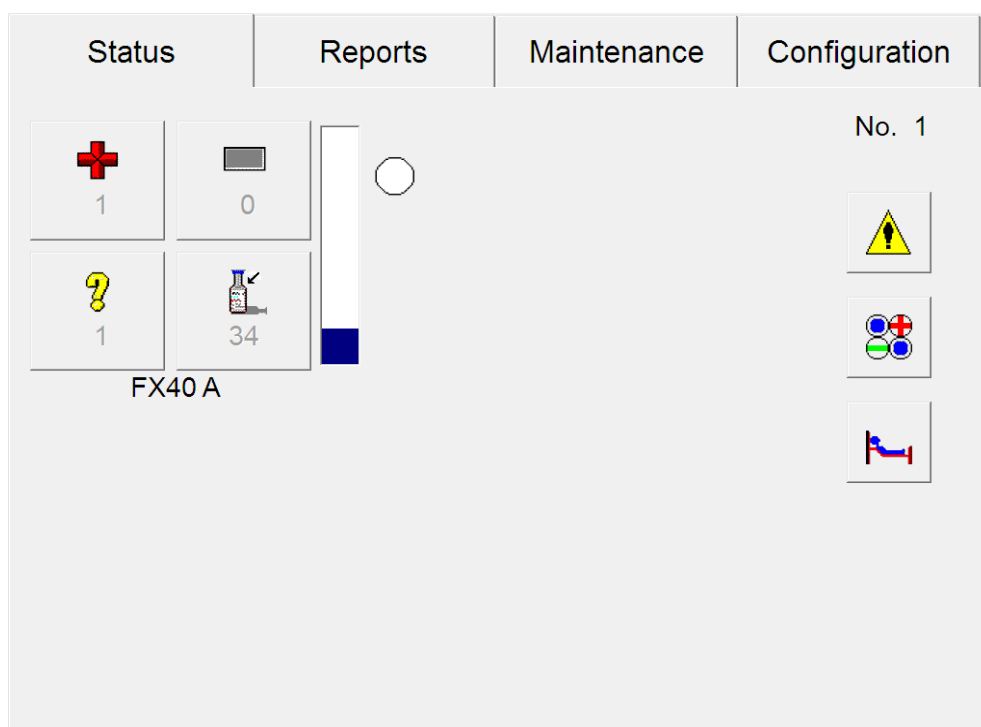 Status
Reports
Maintenance
Configuration
No. 1
1
0
1
34
FX40 A